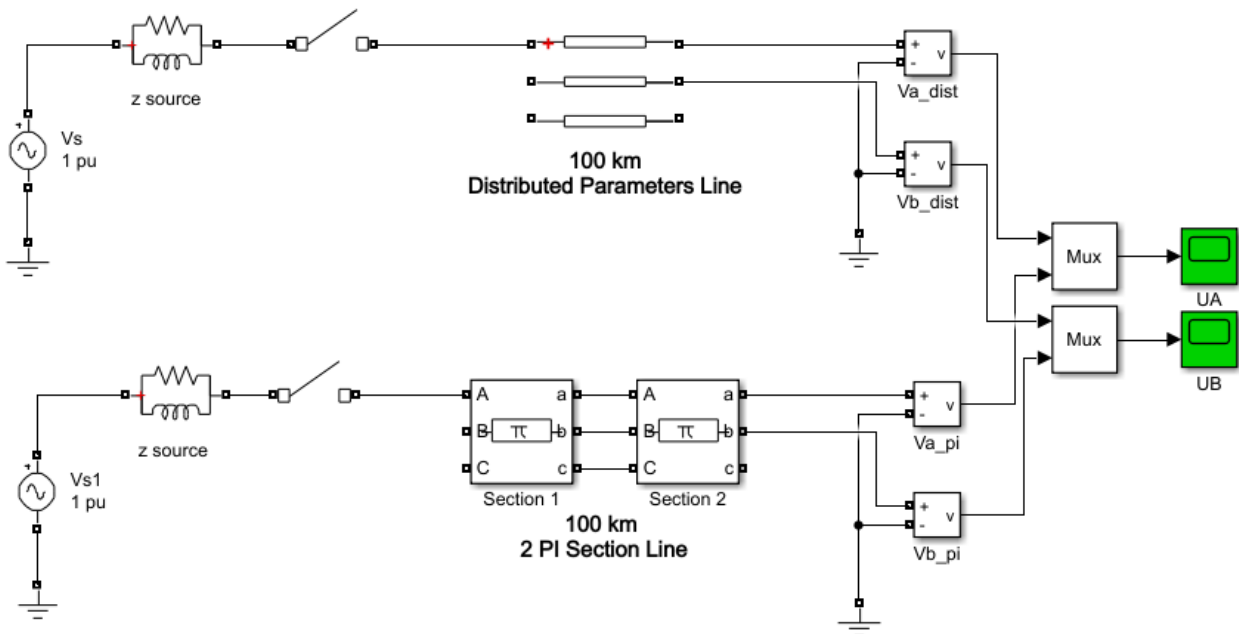 z source
Vs
1 pu
100 km
Distributed Parameters Line
+
-
v
Va_dist
+
-
v
Vb_dist
Mux
UA
Mux
UB
z source
Vs1
1 pu
A
a
B
π
b
C
c
Section 1
A
a
B
π
b
C
c
Section 2
100 km
2 PI Section Line
+
-
v
Va_pi
+
-
v
Vb_pi